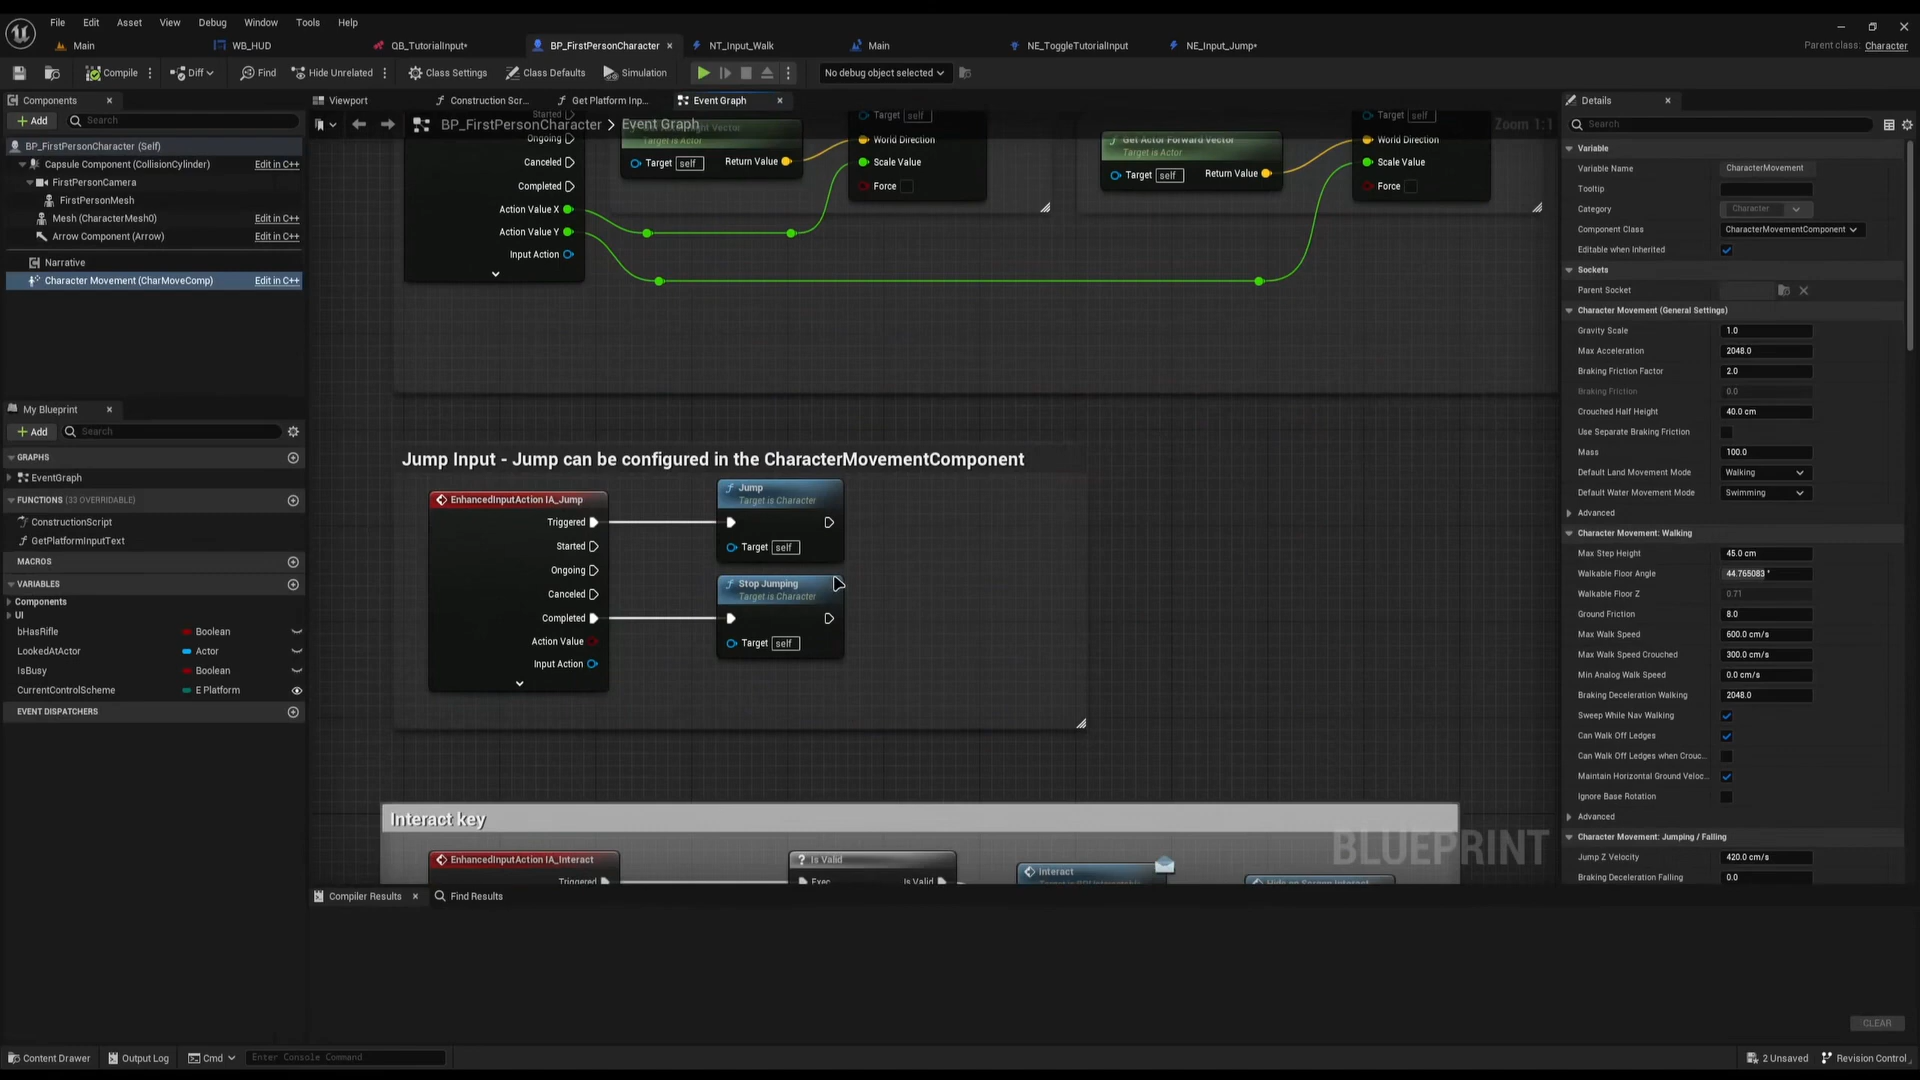 File Edit Asset View Debug Window Tools Help
Main WB_HUD QB_TutorialInput* BP_FirstPersonCharacter NT_Input_Walk Main NE_ToggleTutorialInput NE_Input_Jump* Parent class: Character
Compile Diff Find Hide Unrelated Class Settings Class Defaults Simulation No debug object selected
Components
Add Search
BP_FirstPersonCharacter (Self)
Capsule Component (CollisionCylinder) Edit in C++
FirstPersonCamera
FirstPersonMesh
Mesh (CharacterMesh0) Edit in C++
Arrow Component (Arrow) Edit in C++
Narrative
Character Movement (CharMoveComp) Edit in C++
My Blueprint
Add Search
GRAPHS
EventGraph
FUNCTIONS (33 OVERRIDABLE)
ConstructionScript
GetPlatformInputText
MACROS
VARIABLES
Components
UI
bHasRifle Boolean
LookedAtActor Actor
IsBusy Boolean
CurrentControlScheme E Platform
EVENT DISPATCHERS
Viewport Construction Scr... Get Platform Inp... Event Graph
BP_FirstPersonCharacter > Event Graph
Zoom 1:1
Started
Ongoing
Canceled
Completed
Action Value X
Action Value Y
Input Action
Target is Actor
Target self Return Value
Target self
World Direction
Scale Value
Force
Get Actor Forward Vector
Target is Actor
Target self Return Value
Target self
World Direction
Scale Value
Force
Jump Input - Jump can be configured in the CharacterMovementComponent
EnhancedInputAction IA_Jump
Triggered
Started
Ongoing
Canceled
Completed
Action Value
Input Action
Jump
Target is Character
Target self
Stop Jumping
Target is Character
Target self
Interact key
EnhancedInputAction IA_Interact
Triggered
Is Valid
Exec Is Valid
Interact
BLUEPRINT
Compiler Results Find Results
CLEAR
Details
Search
Variable
Variable Name CharacterMovement
Tooltip
Category Character
Component Class CharacterMovementComponent
Editable when Inherited
Sockets
Parent Socket
Character Movement (General Settings)
Gravity Scale 1.0
Max Acceleration 2048.0
Braking Friction Factor 2.0
Braking Friction 0.0
Crouched Half Height 40.0 cm
Use Separate Braking Friction
Mass 100.0
Default Land Movement Mode Walking
Default Water Movement Mode Swimming
Advanced
Character Movement: Walking
Max Step Height 45.0 cm
Walkable Floor Angle 44.765083 °
Walkable Floor Z 0.71
Ground Friction 8.0
Max Walk Speed 600.0 cm/s
Max Walk Speed Crouched 300.0 cm/s
Min Analog Walk Speed 0.0 cm/s
Braking Deceleration Walking 2048.0
Sweep While Nav Walking
Can Walk Off Ledges
Can Walk Off Ledges when Crouc...
Maintain Horizontal Ground Veloc...
Ignore Base Rotation
Advanced
Character Movement: Jumping / Falling
Jump Z Velocity 420.0 cm/s
Braking Deceleration Falling 0.0
Content Drawer Output Log Cmd Enter Console Command 2 Unsaved Revision Control